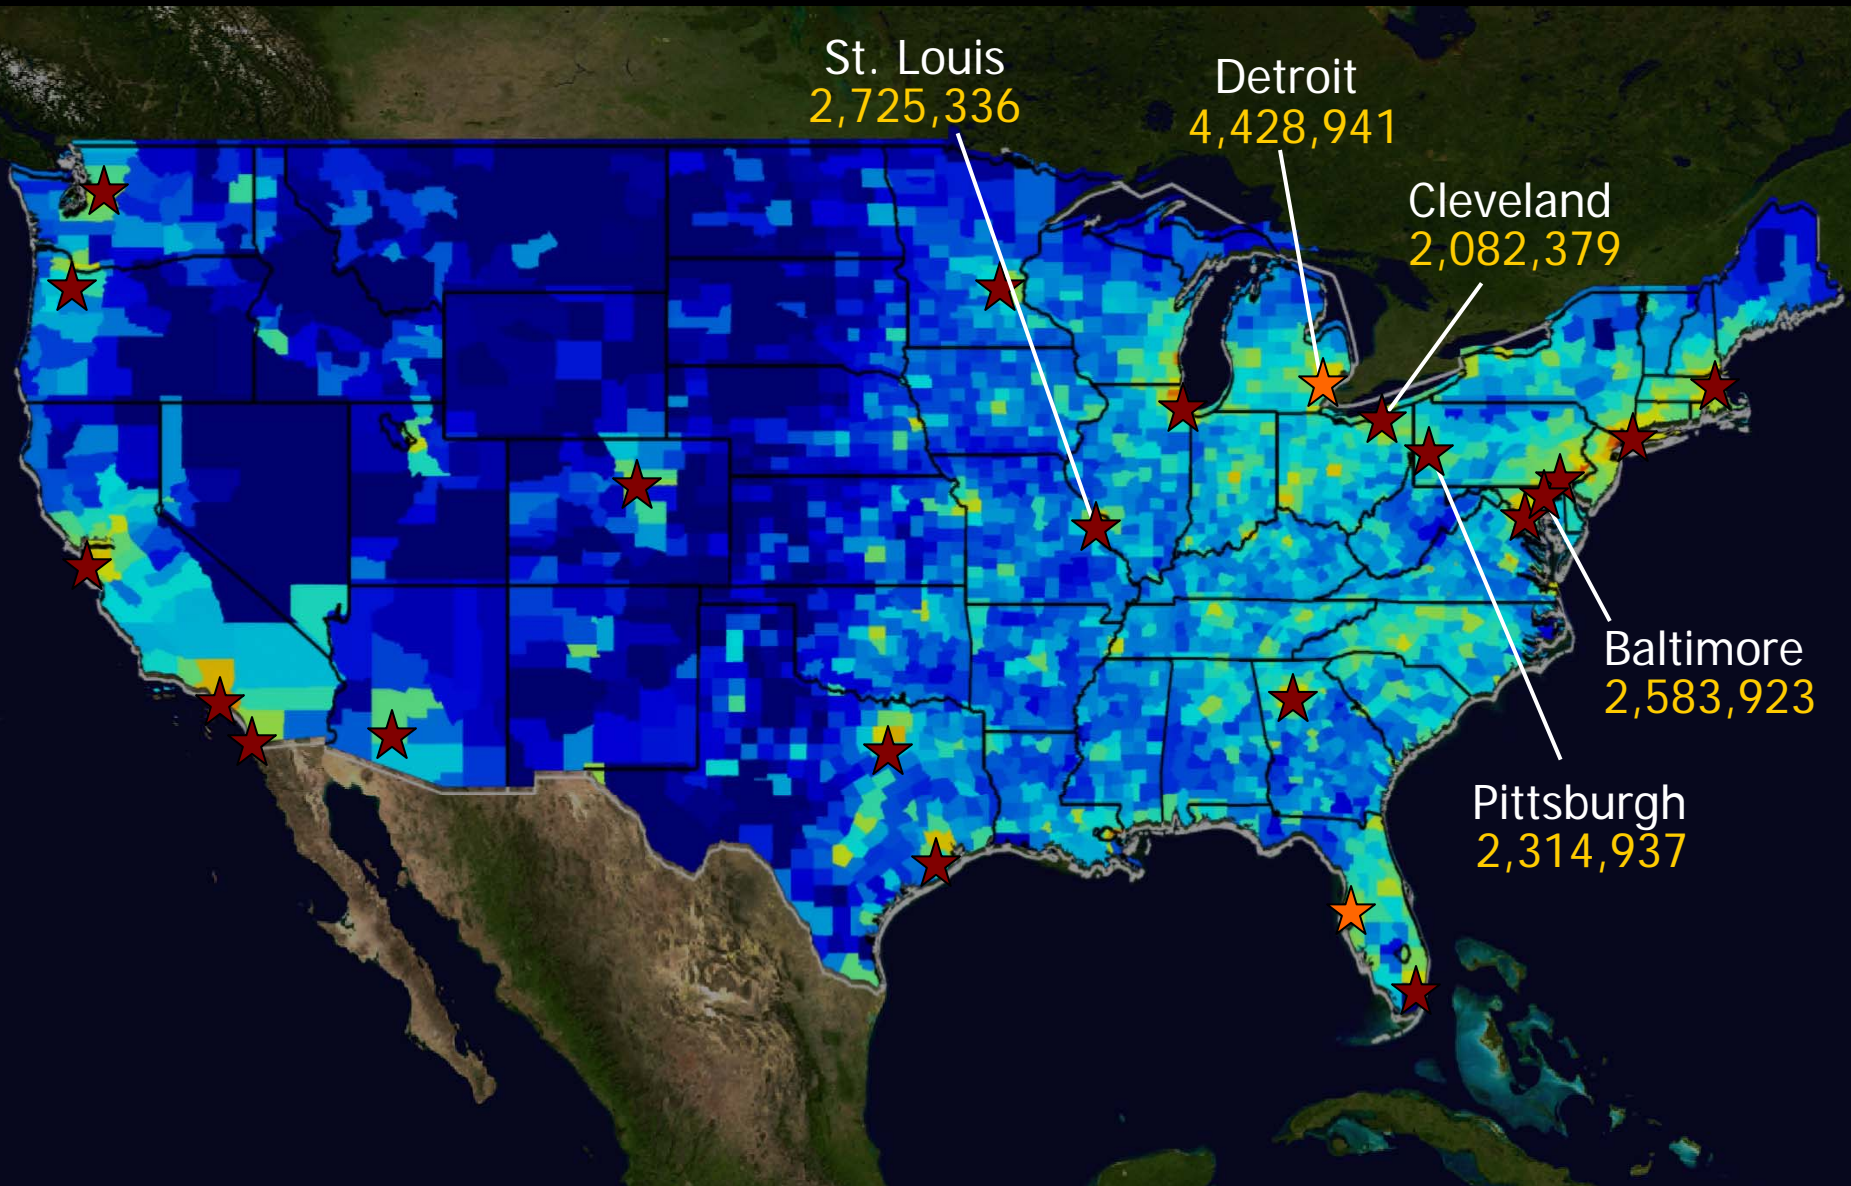 St. Louis
2,725,336
Detroit
4,428,941
Cleveland
2,082,379
Baltimore
2,583,923
Pittsburgh
2,314,937